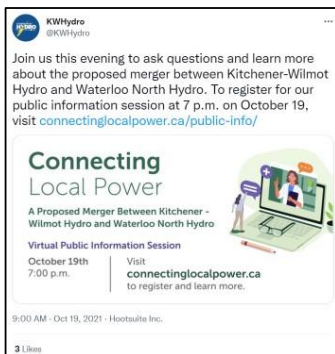 KWHydro
@KWHydro
Join us this evening to ask questions and learn more
about the proposed merger between Kitchener-Wilmot
Hydro and Waterloo North Hydro. To register for our
public information session at 7 p.m. on October 19,
visit connectinglocalpower.ca/public-info/
Connecting
Local Power
A Proposed Merger Between Kitchener -
Wilmot Hydro and Waterloo North Hydro
Virtual Public Information Session
October 19th
7:00 p.m.
Visit
connectinglocalpower.ca
to register and learn more.
9:00 AM · Oct 19, 2021 · Hootsuite Inc.
3 Likes